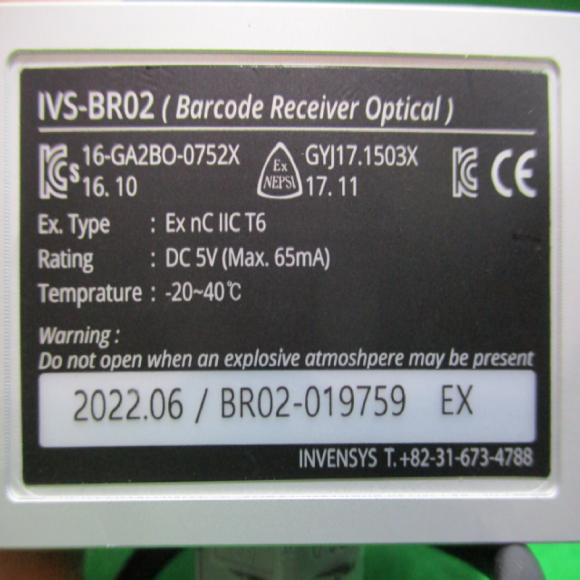 IVS-BR02 ( Barcode Receiver Optical )
KCs 16-GA2BO-0752X Ex NEPSI GYJ17.1503X KC CE
16. 10 17. 11
Ex. Type : Ex nC IIC T6
Rating : DC 5V (Max. 65mA)
Temprature : -20~40℃
Warning :
Do not open when an explosive atmoshpere may be present
2022.06 / BR02-019759 EX
INVENSYS T.+82-31-673-4788